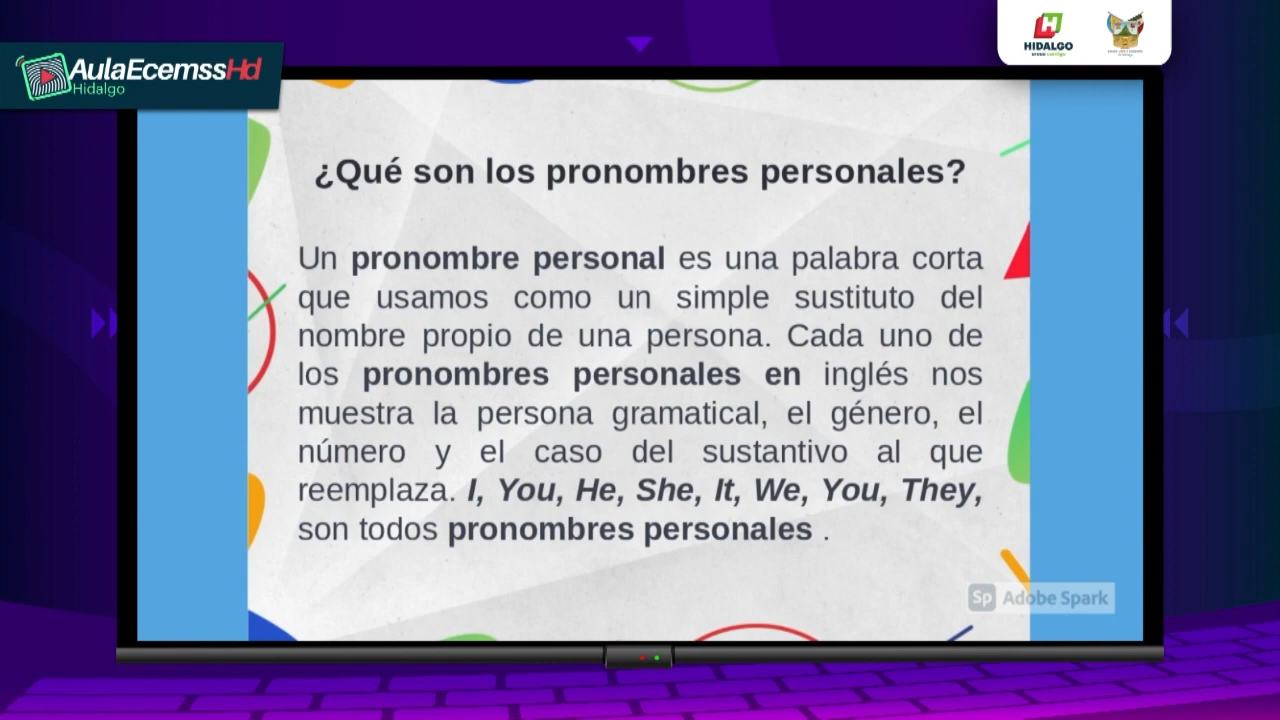 HIDALGO
AulaEcemssHd
Hidalgo
¿Qué son los pronombres personales?
Un pronombre personal es una palabra corta
que usamos como un simple sustituto del
nombre propio de una persona. Cada uno de
los pronombres personales en inglés nos
muestra la persona gramatical, el género, el
número y el caso del sustantivo al que
reemplaza. I, You, He, She, It, We, You, They,
son todos pronombres personales .
Sp Adobe Spark